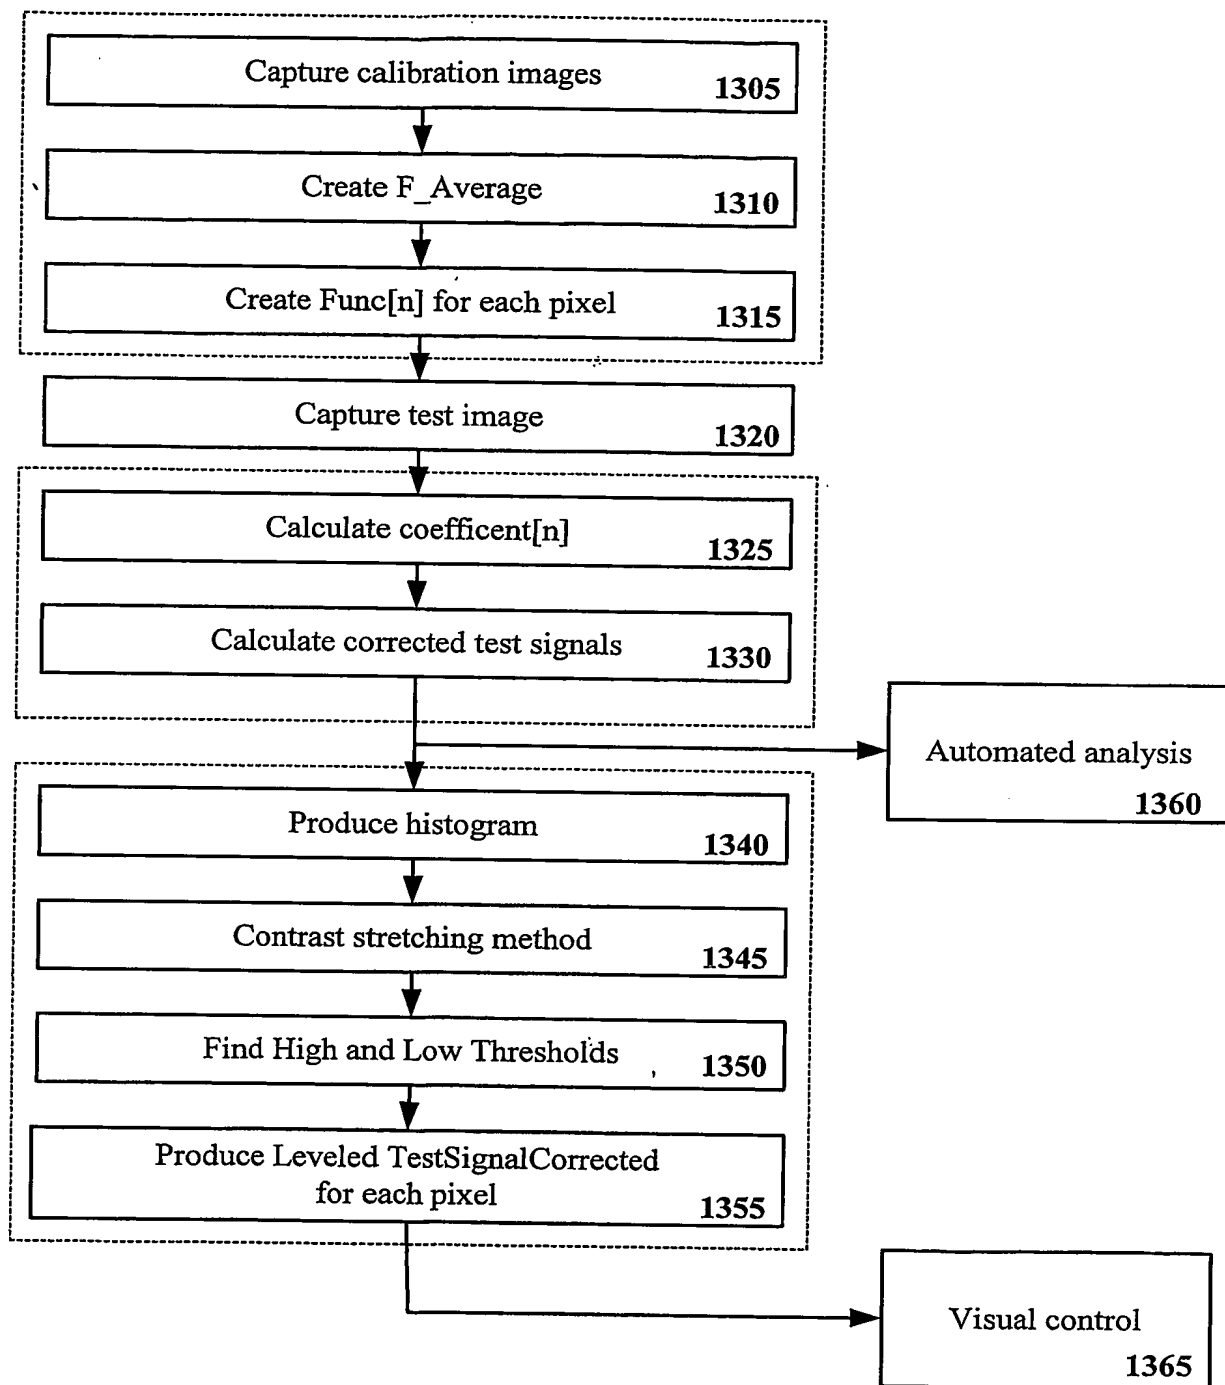 Capture calibration images
1305
Create F_Average
1310
Create Func[n] for each pixel
1315
Capture test image
1320
Calculate coefficent[n]
1325
Calculate corrected test signals
1330
Automated analysis
1360
Produce histogram
1340
Contrast stretching method
1345
Find High and Low Thresholds
1350
Produce Leveled TestSignalCorrected
for each pixel
1355
Visual control
1365